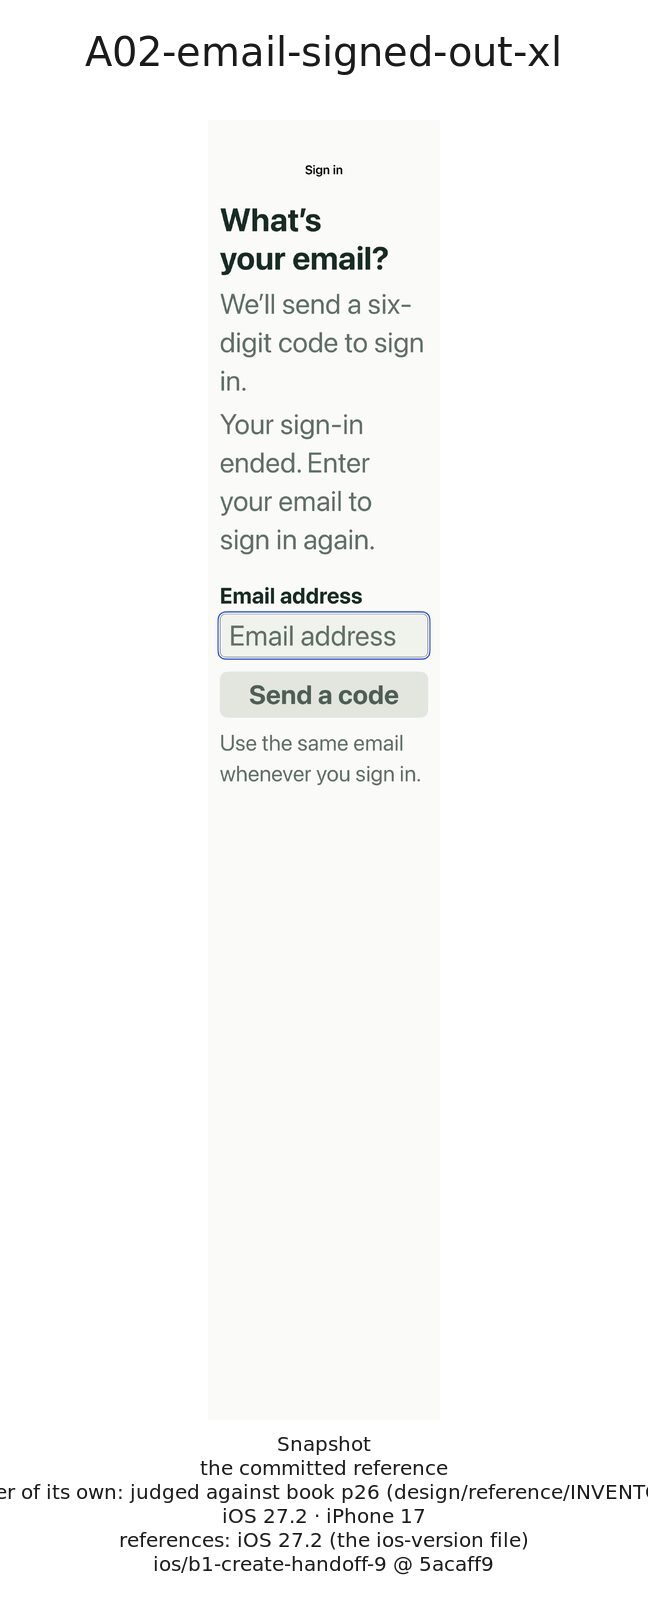 A02-email-signed-out-xl
Sign in
What’s
your email?
We’ll send a six-
digit code to sign
in.
Your sign-in
ended. Enter
your email to
sign in again.
Email address
Email address
Send a code
Use the same email
whenever you sign in.
Snapshot
the committed reference
of its own: judged against book p26 (design/reference/
iOS 27.2 · iPhone 17
references: iOS 27.2 (the ios-version file)
ios/b1-create-handoff-9 @ 5acaff9